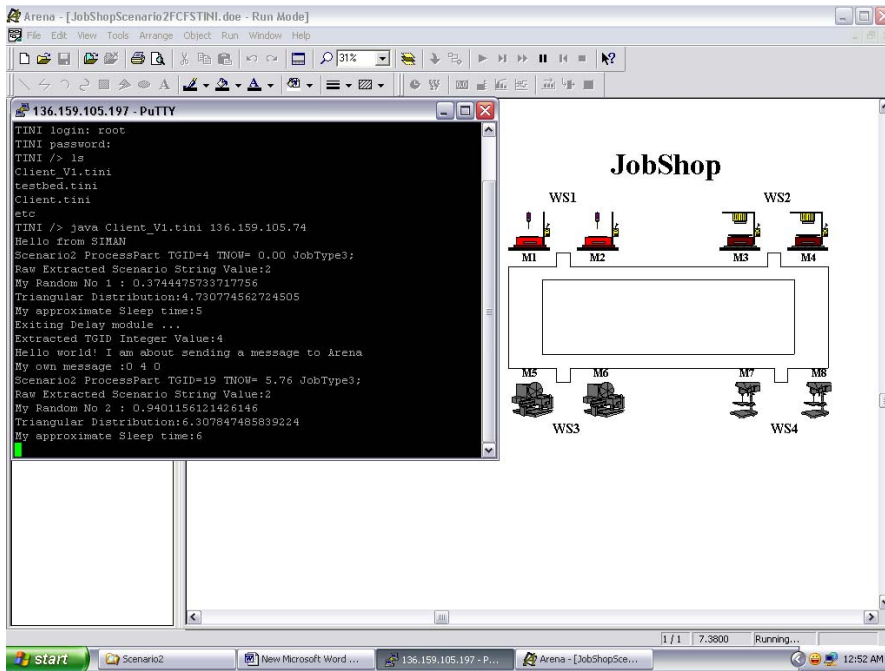 Arena - [JobShopScenario2FCFSTINI.doe - Run Mode]
File Edit View Tools Arrange Object Run Window Help
31%
136.159.105.197 - PuTTY
TINI login: root
TINI password:
TINI /> ls
Client_V1.tini
testbed.tini
Client.tini
etc
TINI /> java Client_V1.tini 136.159.105.74
Hello from SIMAN
Scenario2 ProcessPart TGID=4 TNOW= 0.00 JobType3;
Raw Extracted Scenario String Value:2
My Random No 1 : 0.3744475733717756
Triangular Distribution:4.730774562724505
My approximate Sleep time:5
Exiting Delay module ...
Extracted TGID Integer Value:4
Hello world! I am about sending a message to Arena
My own message :0 4 0
Scenario2 ProcessPart TGID=19 TNOW= 5.76 JobType3;
Raw Extracted Scenario String Value:2
My Random No 2 : 0.9401156121426146
Triangular Distribution:6.307847485839224
My approximate Sleep time:6
JobShop
WS1 WS2
M1 M2 M3 M4
M5 M6 M7 M8
WS3 WS4
1 / 1 7.3800 Running...
start Scenario2 New Microsoft Word ... 136.159.105.197 - P... Arena - [JobShopSce... 12:52 AM